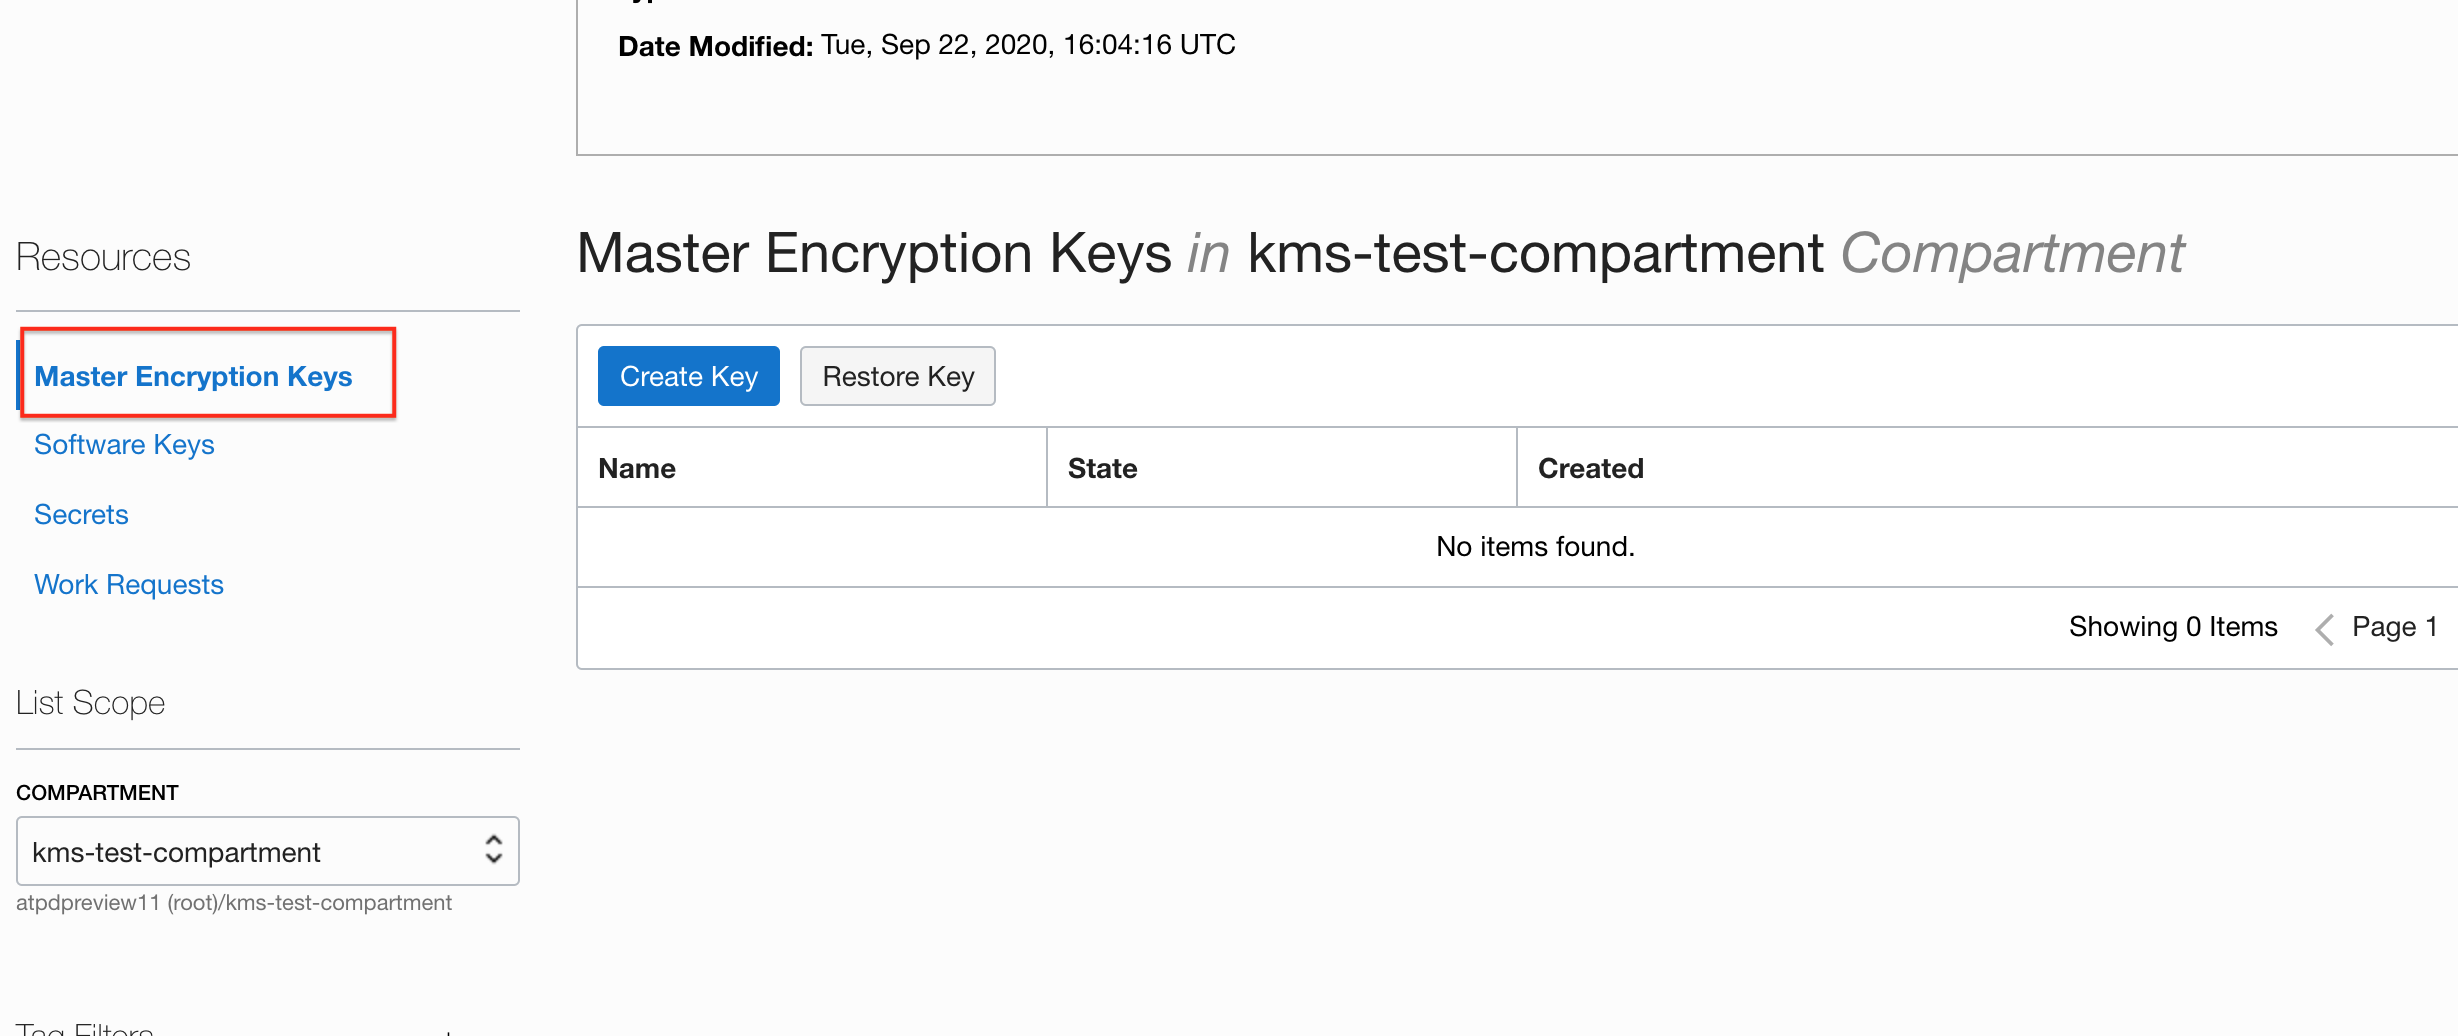 Date Modified: Tue, Sep 22, 2020, 16:04:16 UTC
Resources
Master Encryption Keys
Software Keys
Secrets
Work Requests
List Scope
COMPARTMENT
kms-test-compartment
atpdpreview11 (root)/kms-test-compartment
Tag Filters
Master Encryption Keys in kms-test-compartment Compartment
Create Key Restore Key
Name State Created
No items found.
Showing 0 Items Page 1